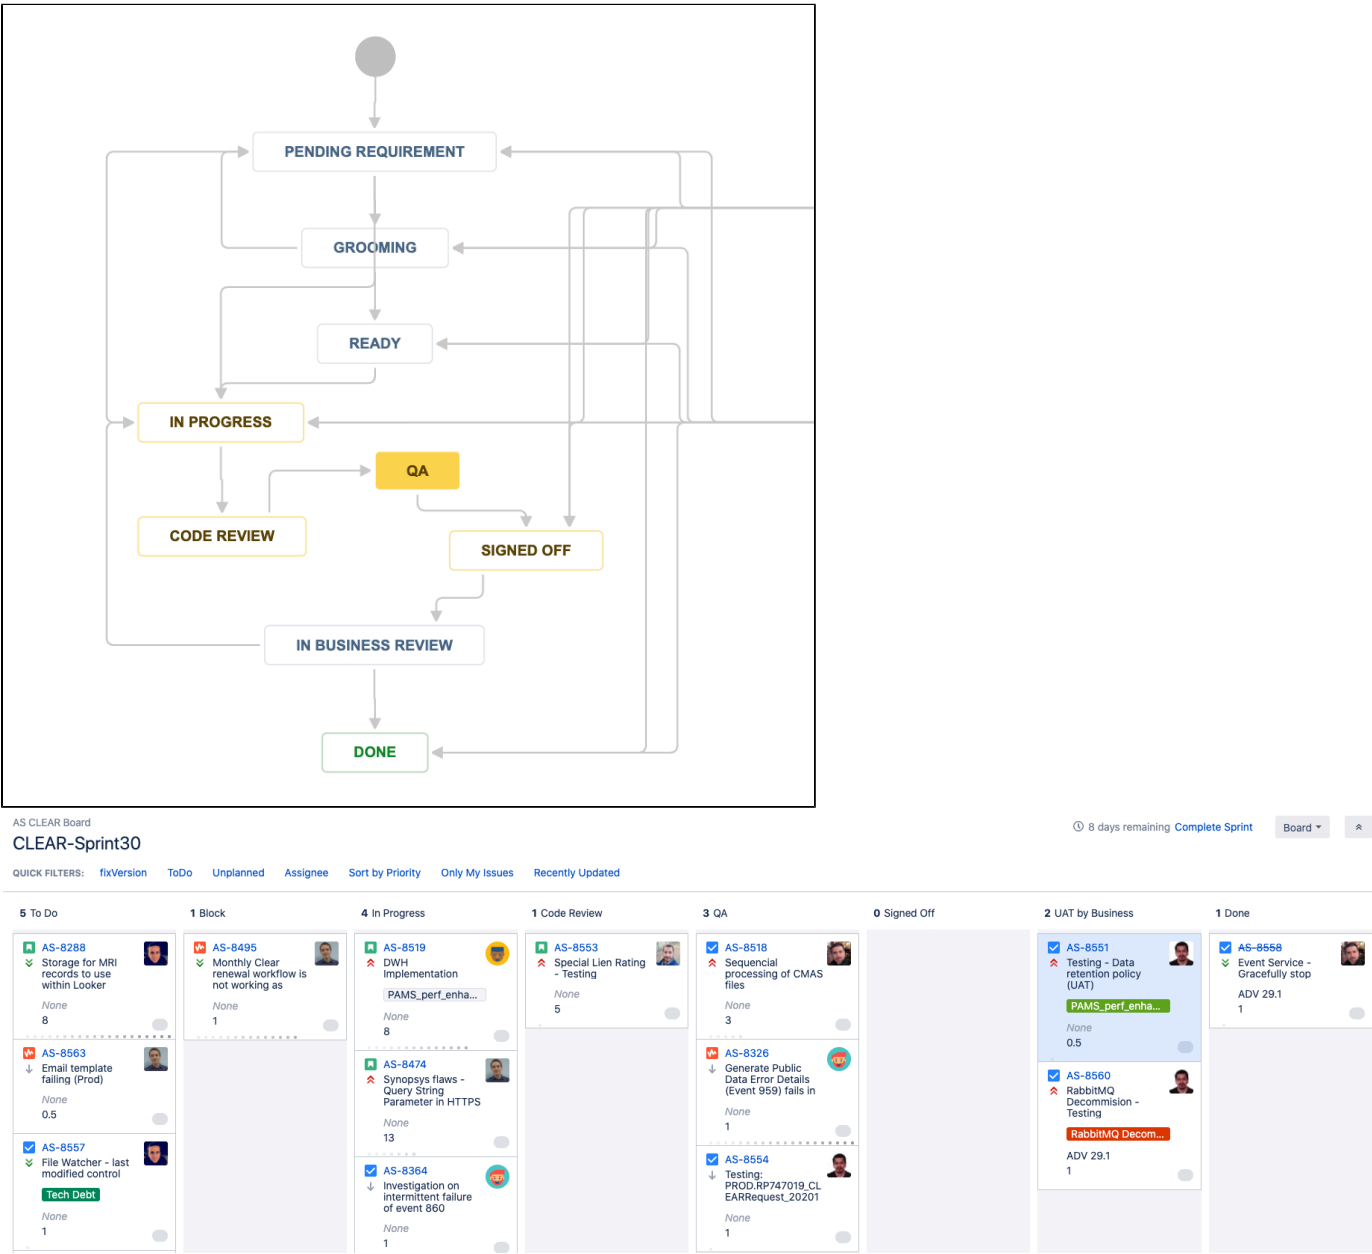 PENDING REQUIREMENT
GROOMING
READY
IN PROGRESS
QA
CODE REVIEW
SIGNED OFF
IN BUSINESS REVIEW
DONE
AS CLEAR Board
CLEAR-Sprint30
8 days remaining Complete Sprint
Board
QUICK FILTERS: fixVersion ToDo Unplanned Assignee Sort by Priority Only My Issues Recently Updated
5 To Do
1 Block
4 In Progress
1 Code Review
3 QA
0 Signed Off
2 UAT by Business
1 Done
AS-8288
Storage for MRI
records to use
within Looker
None
8
AS-8563
Email template
failing (Prod)
None
0.5
AS-8557
File Watcher - last
modified control
Tech Debt
None
1
AS-8495
Monthly Clear
renewal workflow is
not working as
None
1
AS-8519
DWH
Implementation
PAMS_perf_enha...
None
8
AS-8474
Synopsys flaws -
Query String
Parameter in HTTPS
None
13
AS-8364
Investigation on
intermittent failure
of event 860
None
1
AS-8553
Special Lien Rating
- Testing
None
5
AS-8518
Sequencial
processing of CMAS
files
None
3
AS-8326
Generate Public
Data Error Details
(Event 959) fails in
None
1
AS-8554
Testing:
PROD.RP747019_CL
EARRequest_20201
None
1
AS-8551
Testing - Data
retention policy
(UAT)
PAMS_perf_enha...
None
0.5
AS-8560
RabbitMQ
Decommision -
Testing
RabbitMQ Decom...
ADV 29.1
1
AS-8558
Event Service -
Gracefully stop
ADV 29.1
1